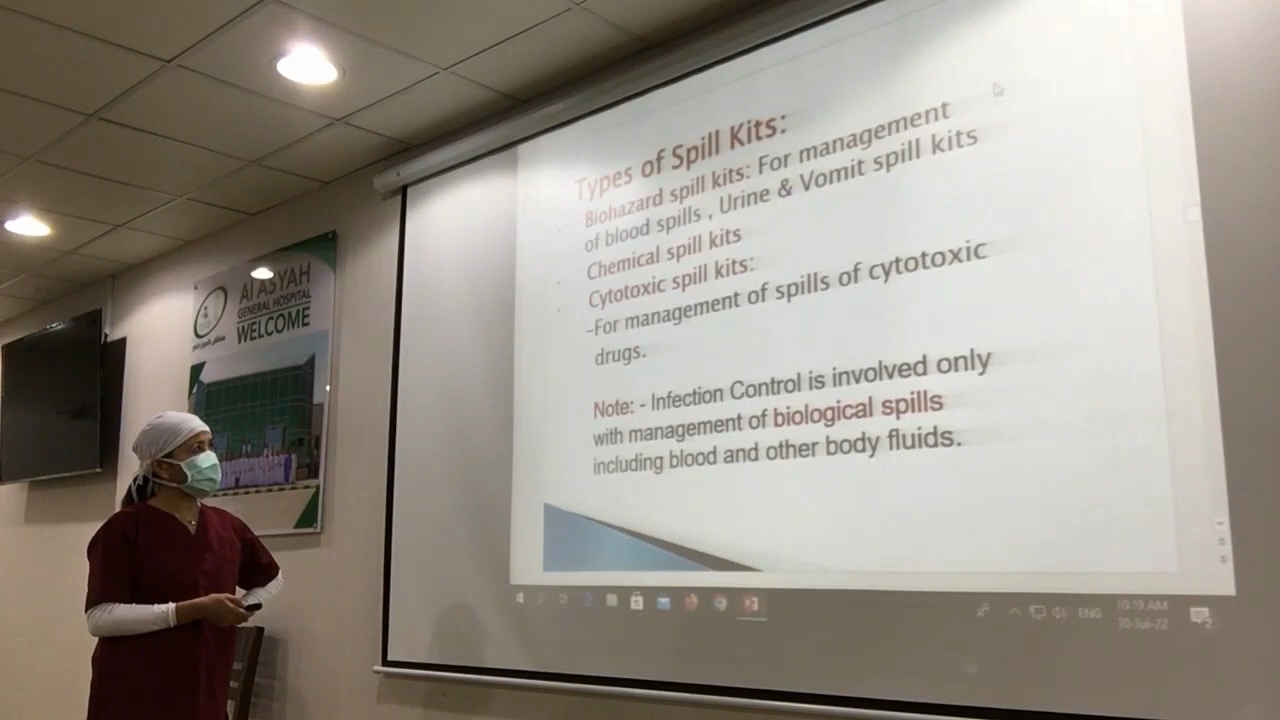 Types of Spill Kits:
Biohazard spill kits: For management
of blood spills , Urine & Vomit spill kits
Chemical spill kits
Cytotoxic spill kits:
-For management of spills of cytotoxic
drugs.
Note: - Infection Control is involved only
with management of biological spills
including blood and other body fluids.
Al ASYAH
GENERAL HOSPITAL
WELCOME
ENG
10:19 AM
30-Jul-22
2